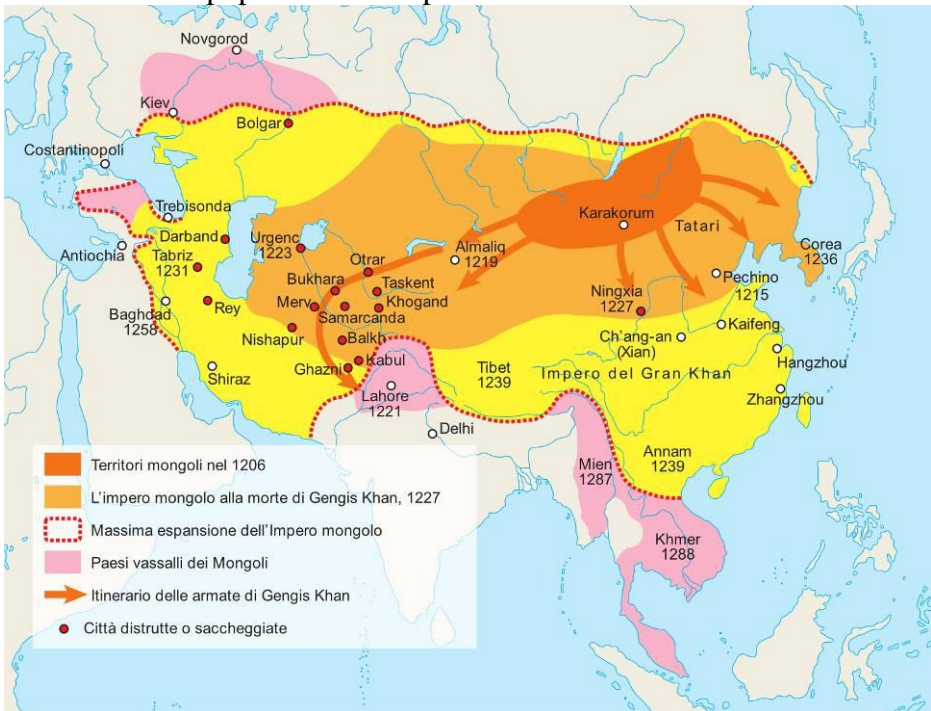 Novgorod
Kiev
Bolgar
Costantinopoli
Trebisonda
Karakorum
Tatari
Darband
Urgenc
1223
Almaliq
1219
Corea
1236
Antiochia
Tabriz
1231
Otrar
Bukhara
Taskent
Pechino
1215
Merv
Khogand
Ningxia
1227
Samarcanda
Rey
Baghdad
1258
Kaifeng
Nishapur
Balkh
Ch'ang-an
(Xian)
Kabul
Hangzhou
Shiraz
Ghazni
Tibet
1239
Impero del Gran Khan
Lahore
1221
Zhangzhou
Delhi
Annam
1239
Mien
1287
Khmer
1288
Territori mongoli nel 1206
L'impero mongolo alla morte di Gengis Khan, 1227
Massima espansione dell'Impero mongolo
Paesi vassalli dei Mongoli
Itinerario delle armate di Gengis Khan
Città distrutte o saccheggiate